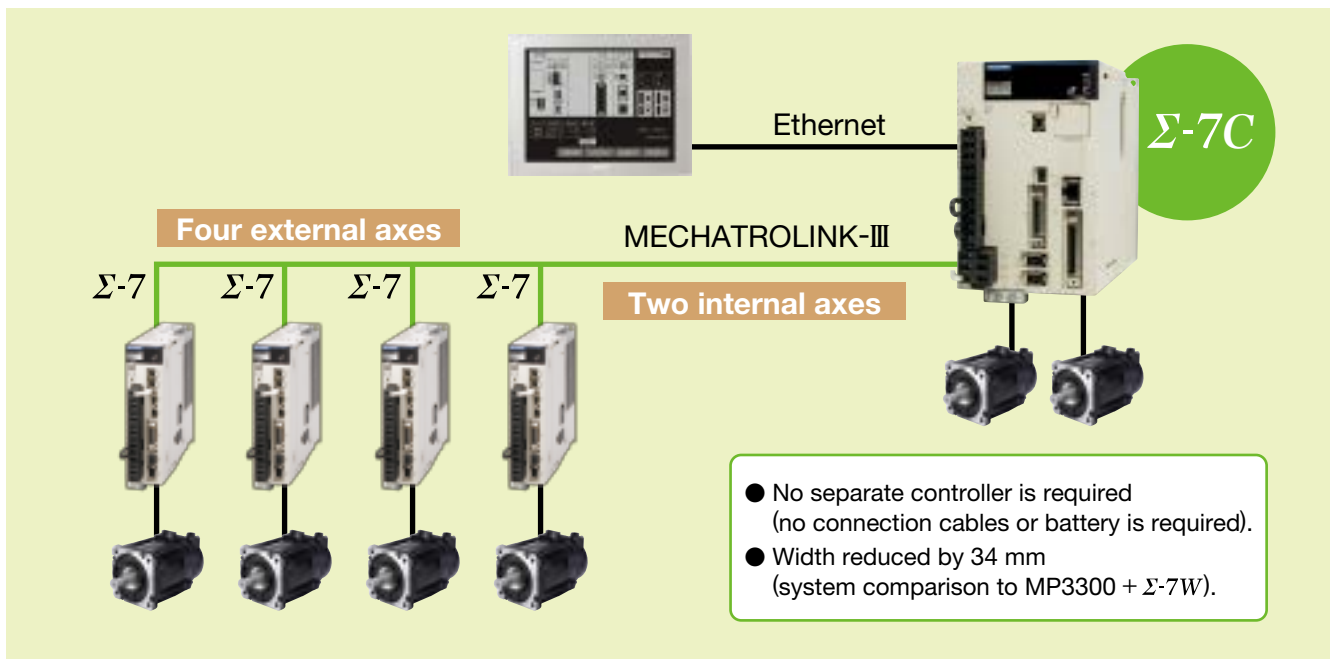 Ethernet
Σ-7C
Four external axes
MECHATROLINK-Ⅲ
Σ-7 Σ-7 Σ-7 Σ-7
Two internal axes
● No separate controller is required
(no connection cables or battery is required).
● Width reduced by 34 mm
(system comparison to MP3300 + Σ-7W).